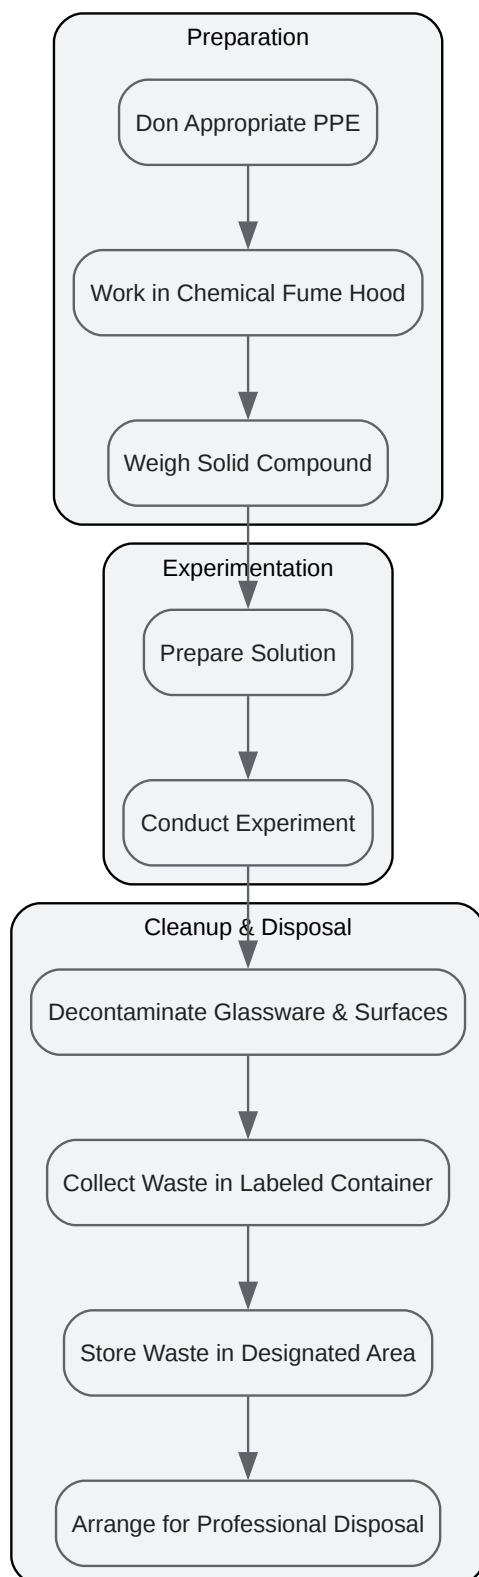 Preparation
Don Appropriate PPE
Work in Chemical Fume Hood
Weigh Solid Compound
Experimentation
Prepare Solution
Conduct Experiment
Cleanup & Disposal
Decontaminate Glassware & Surfaces
Collect Waste in Labeled Container
Store Waste in Designated Area
Arrange for Professional Disposal